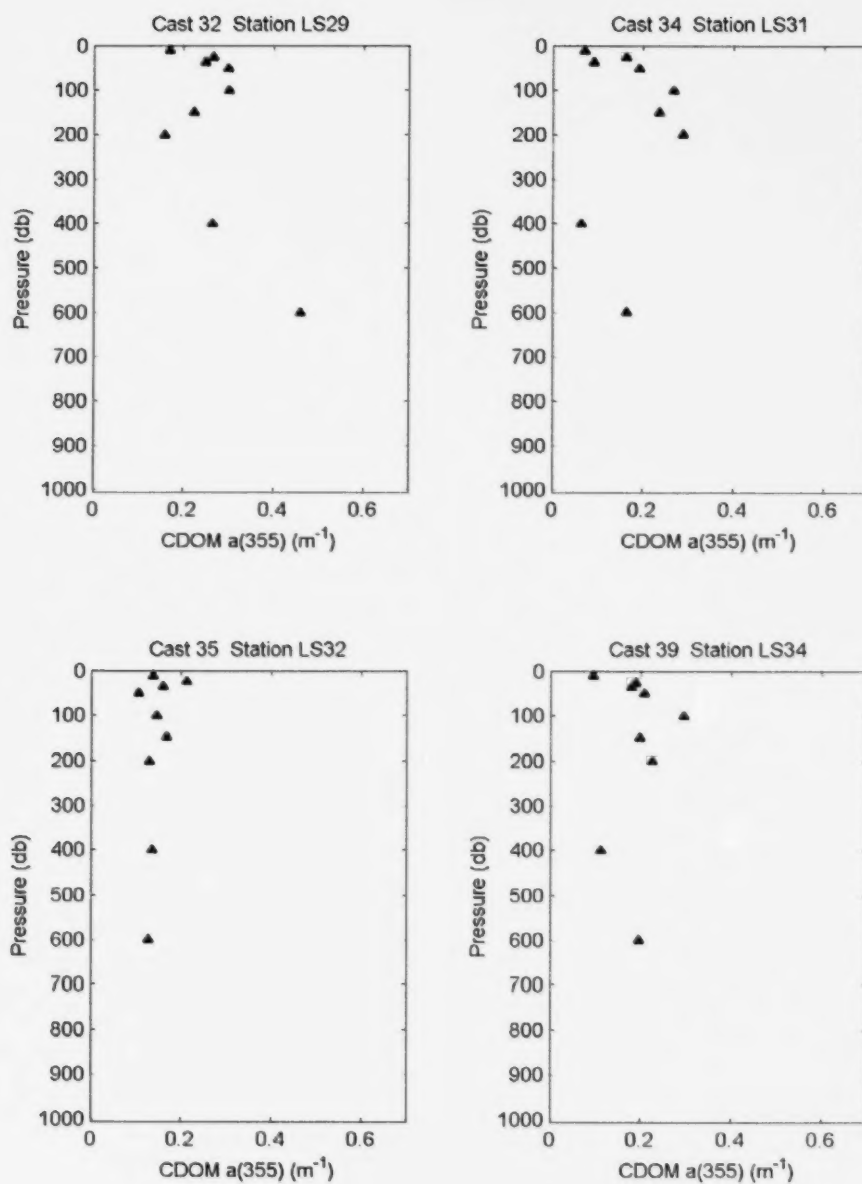 Cast 32 Station LS29
0
100
200
300
400
500
600
700
800
900
1000
Pressure (db)
0 0.2 0.4 0.6
CDOM a(355) (m⁻¹)
Cast 34 Station LS31
0
100
200
300
400
500
600
700
800
900
1000
Pressure (db)
0 0.2 0.4 0.6
CDOM a(355) (m⁻¹)
Cast 35 Station LS32
0
100
200
300
400
500
600
700
800
900
1000
Pressure (db)
0 0.2 0.4 0.6
CDOM a(355) (m⁻¹)
Cast 39 Station LS34
0
100
200
300
400
500
600
700
800
900
1000
Pressure (db)
0 0.2 0.4 0.6
CDOM a(355) (m⁻¹)